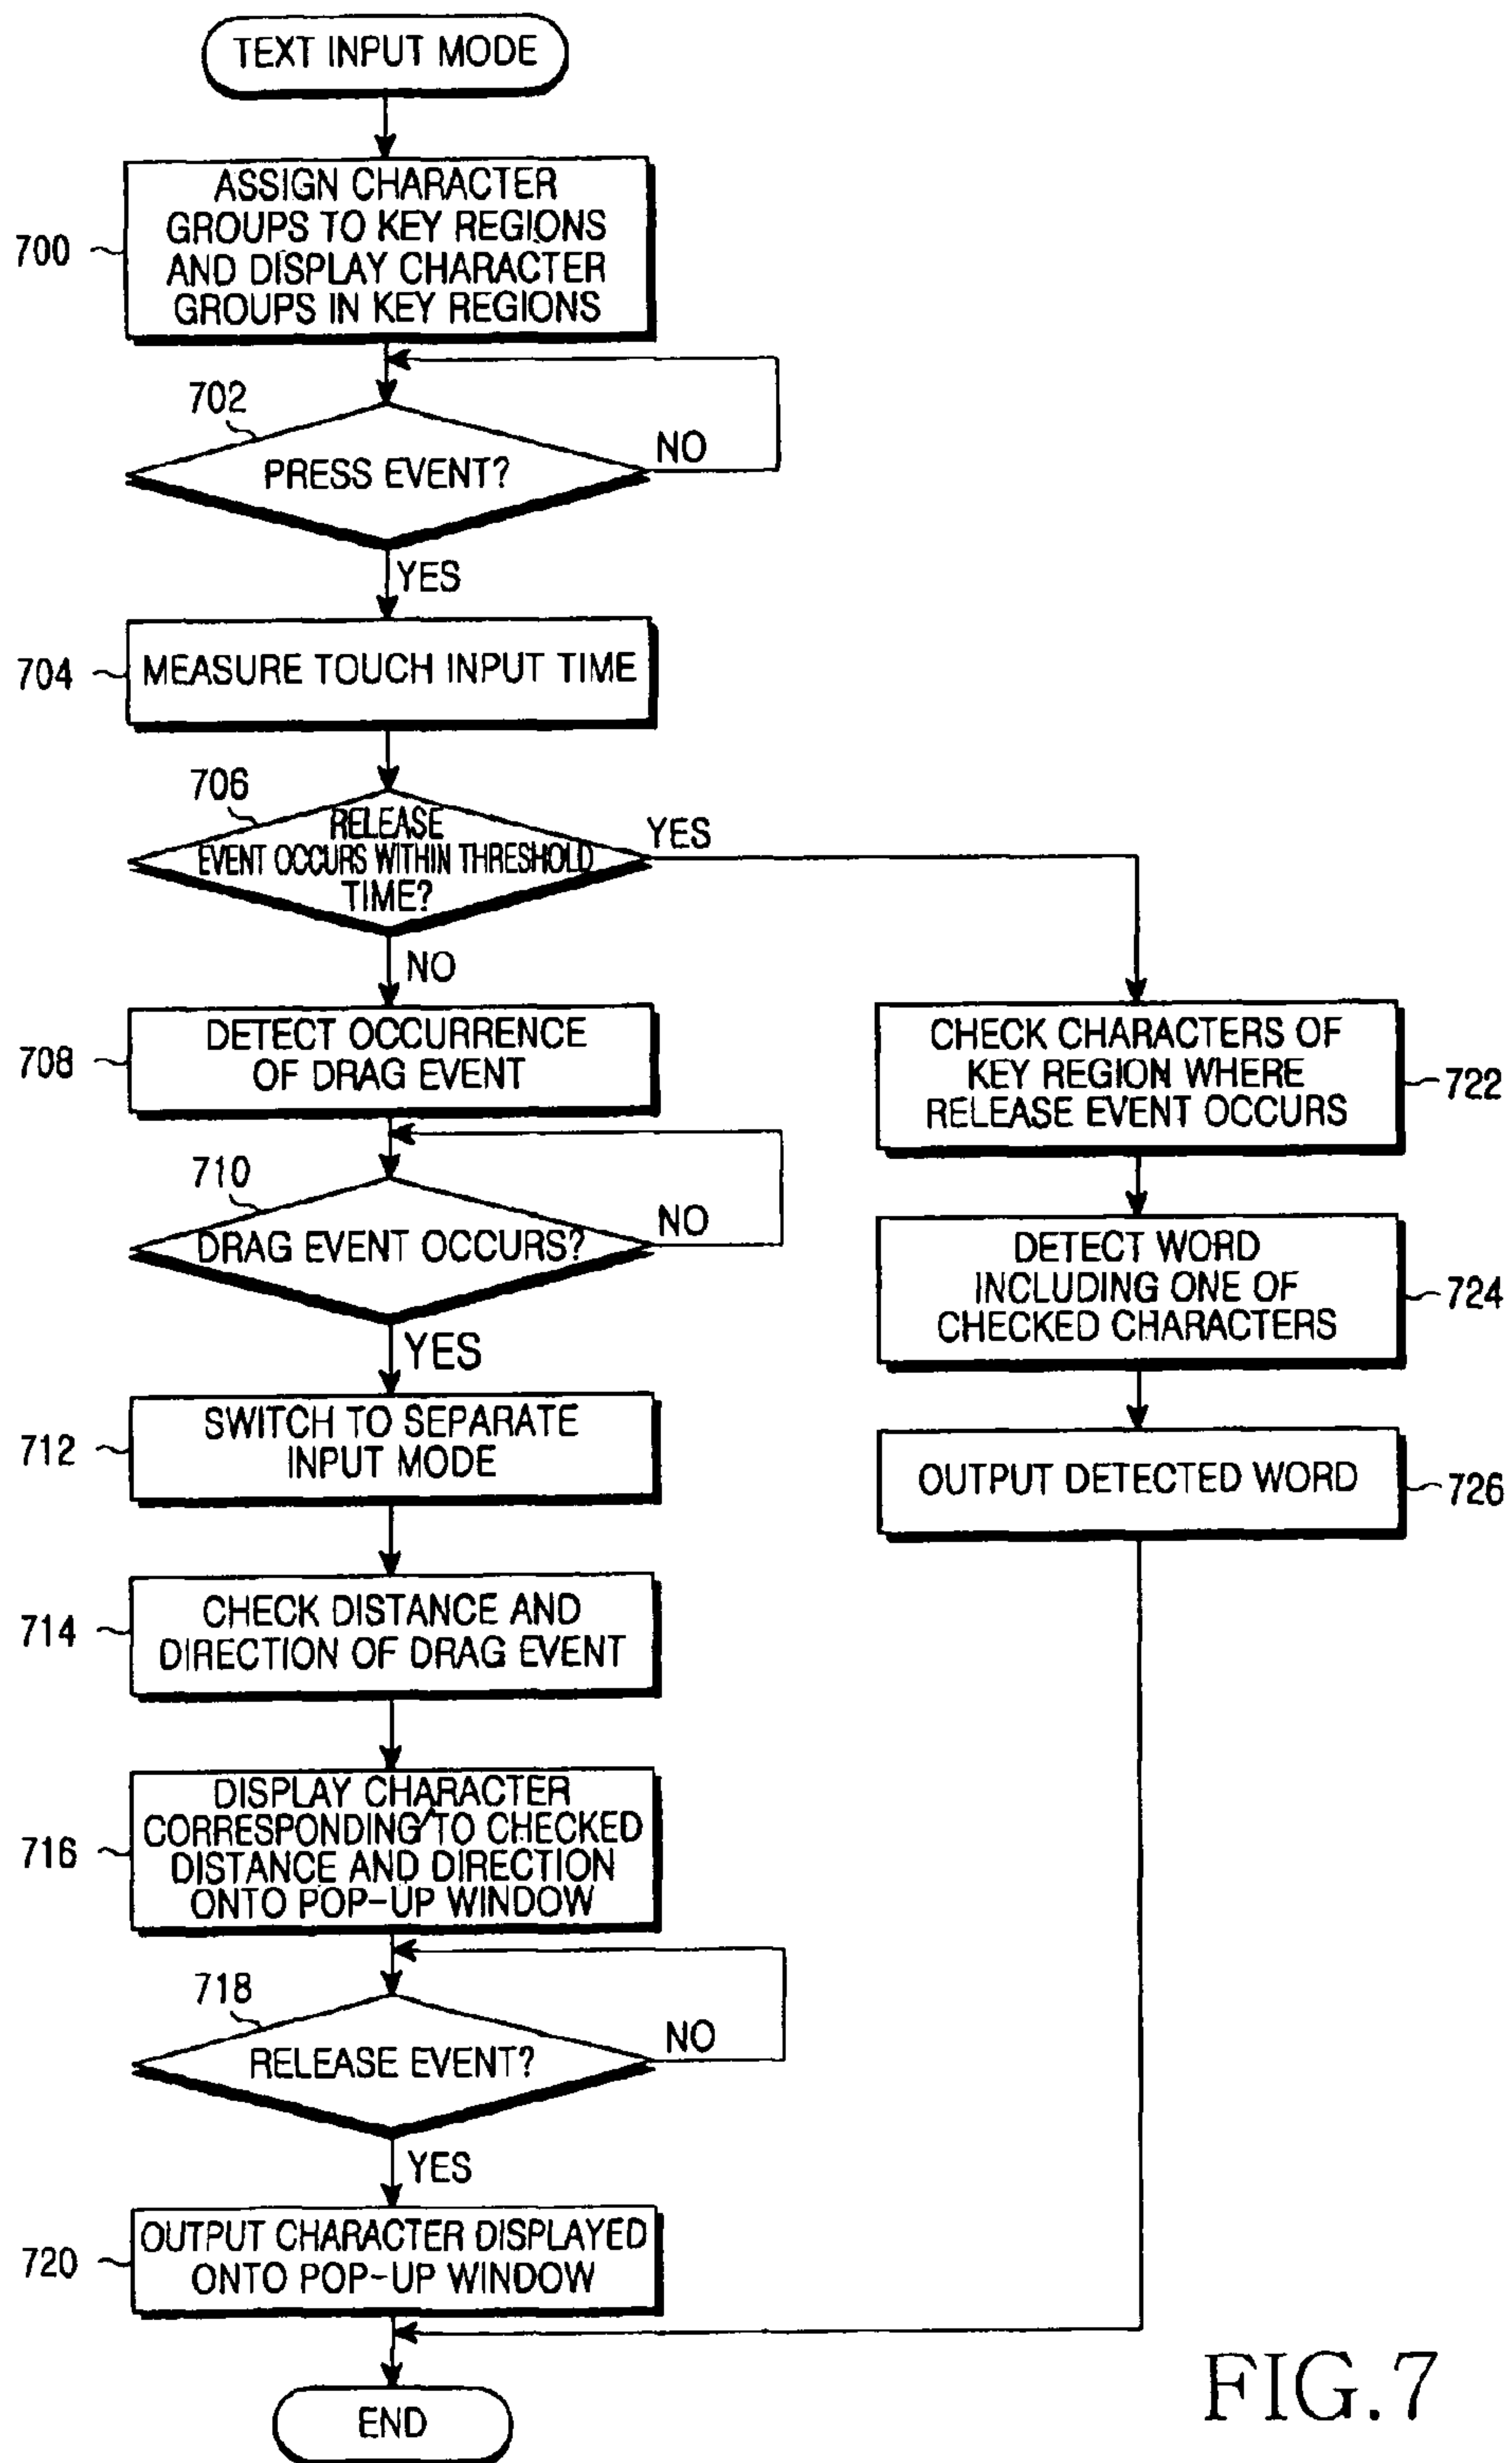 TEXT INPUT MODE
700
ASSIGN CHARACTER
GROUPS TO KEY REGIONS
AND DISPLAY CHARACTER
GROUPS IN KEY REGIONS
702
PRESS EVENT?
NO
YES
704
MEASURE TOUCH INPUT TIME
706
RELEASE
EVENT OCCURS WITHIN THRESHOLD
TIME?
YES
NO
708
DETECT OCCURRENCE
OF DRAG EVENT
710
DRAG EVENT OCCURS?
NO
YES
712
SWITCH TO SEPARATE
INPUT MODE
714
CHECK DISTANCE AND
DIRECTION OF DRAG EVENT
716
DISPLAY CHARACTER
CORRESPONDING TO CHECKED
DISTANCE AND DIRECTION
ONTO POP-UP WINDOW
718
RELEASE EVENT?
NO
YES
720
OUTPUT CHARACTER DISPLAYED
ONTO POP-UP WINDOW
CHECK CHARACTERS OF
KEY REGION WHERE
RELEASE EVENT OCCURS
722
DETECT WORD
INCLUDING ONE OF
CHECKED CHARACTERS
724
OUTPUT DETECTED WORD
726
END
FIG.7